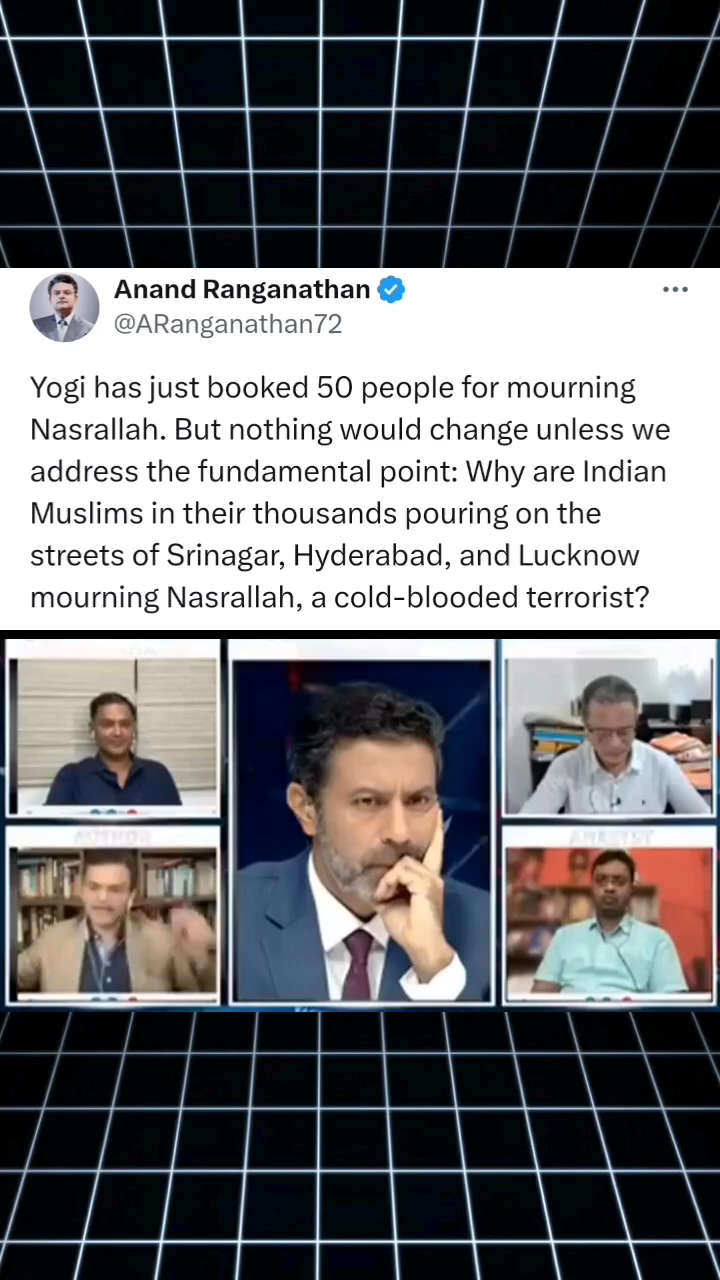 Anand Ranganathan
@ARanganathan72
Yogi has just booked 50 people for mourning
Nasrallah. But nothing would change unless we
address the fundamental point: Why are Indian
Muslims in their thousands pouring on the
streets of Srinagar, Hyderabad, and Lucknow
mourning Nasrallah, a cold-blooded terrorist?
AUTHOR
ANALYST